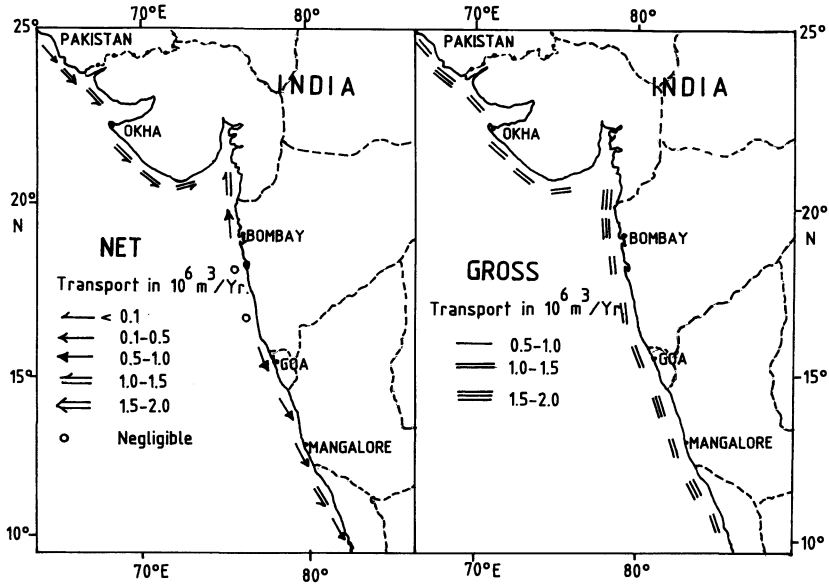 70° 80° 70° 80°
25° 25°
PAKISTAN PAKISTAN
INDIA INDIA
OKHA OKHA
20° 20°
N N
BOMBAY BOMBAY
NET
Transport in 10⁶ m³/Yr.
< 0.1
0.1-0.5
0.5-1.0
1.0-1.5
1.5-2.0
Negligible
GROSS
Transport in 10⁶ m³/Yr
0.5-1.0
1.0-1.5
1.5-2.0
GOA GOA
15° 15°
MANGALORE MANGALORE
10° 10°
70°E 80° 70°E 80°